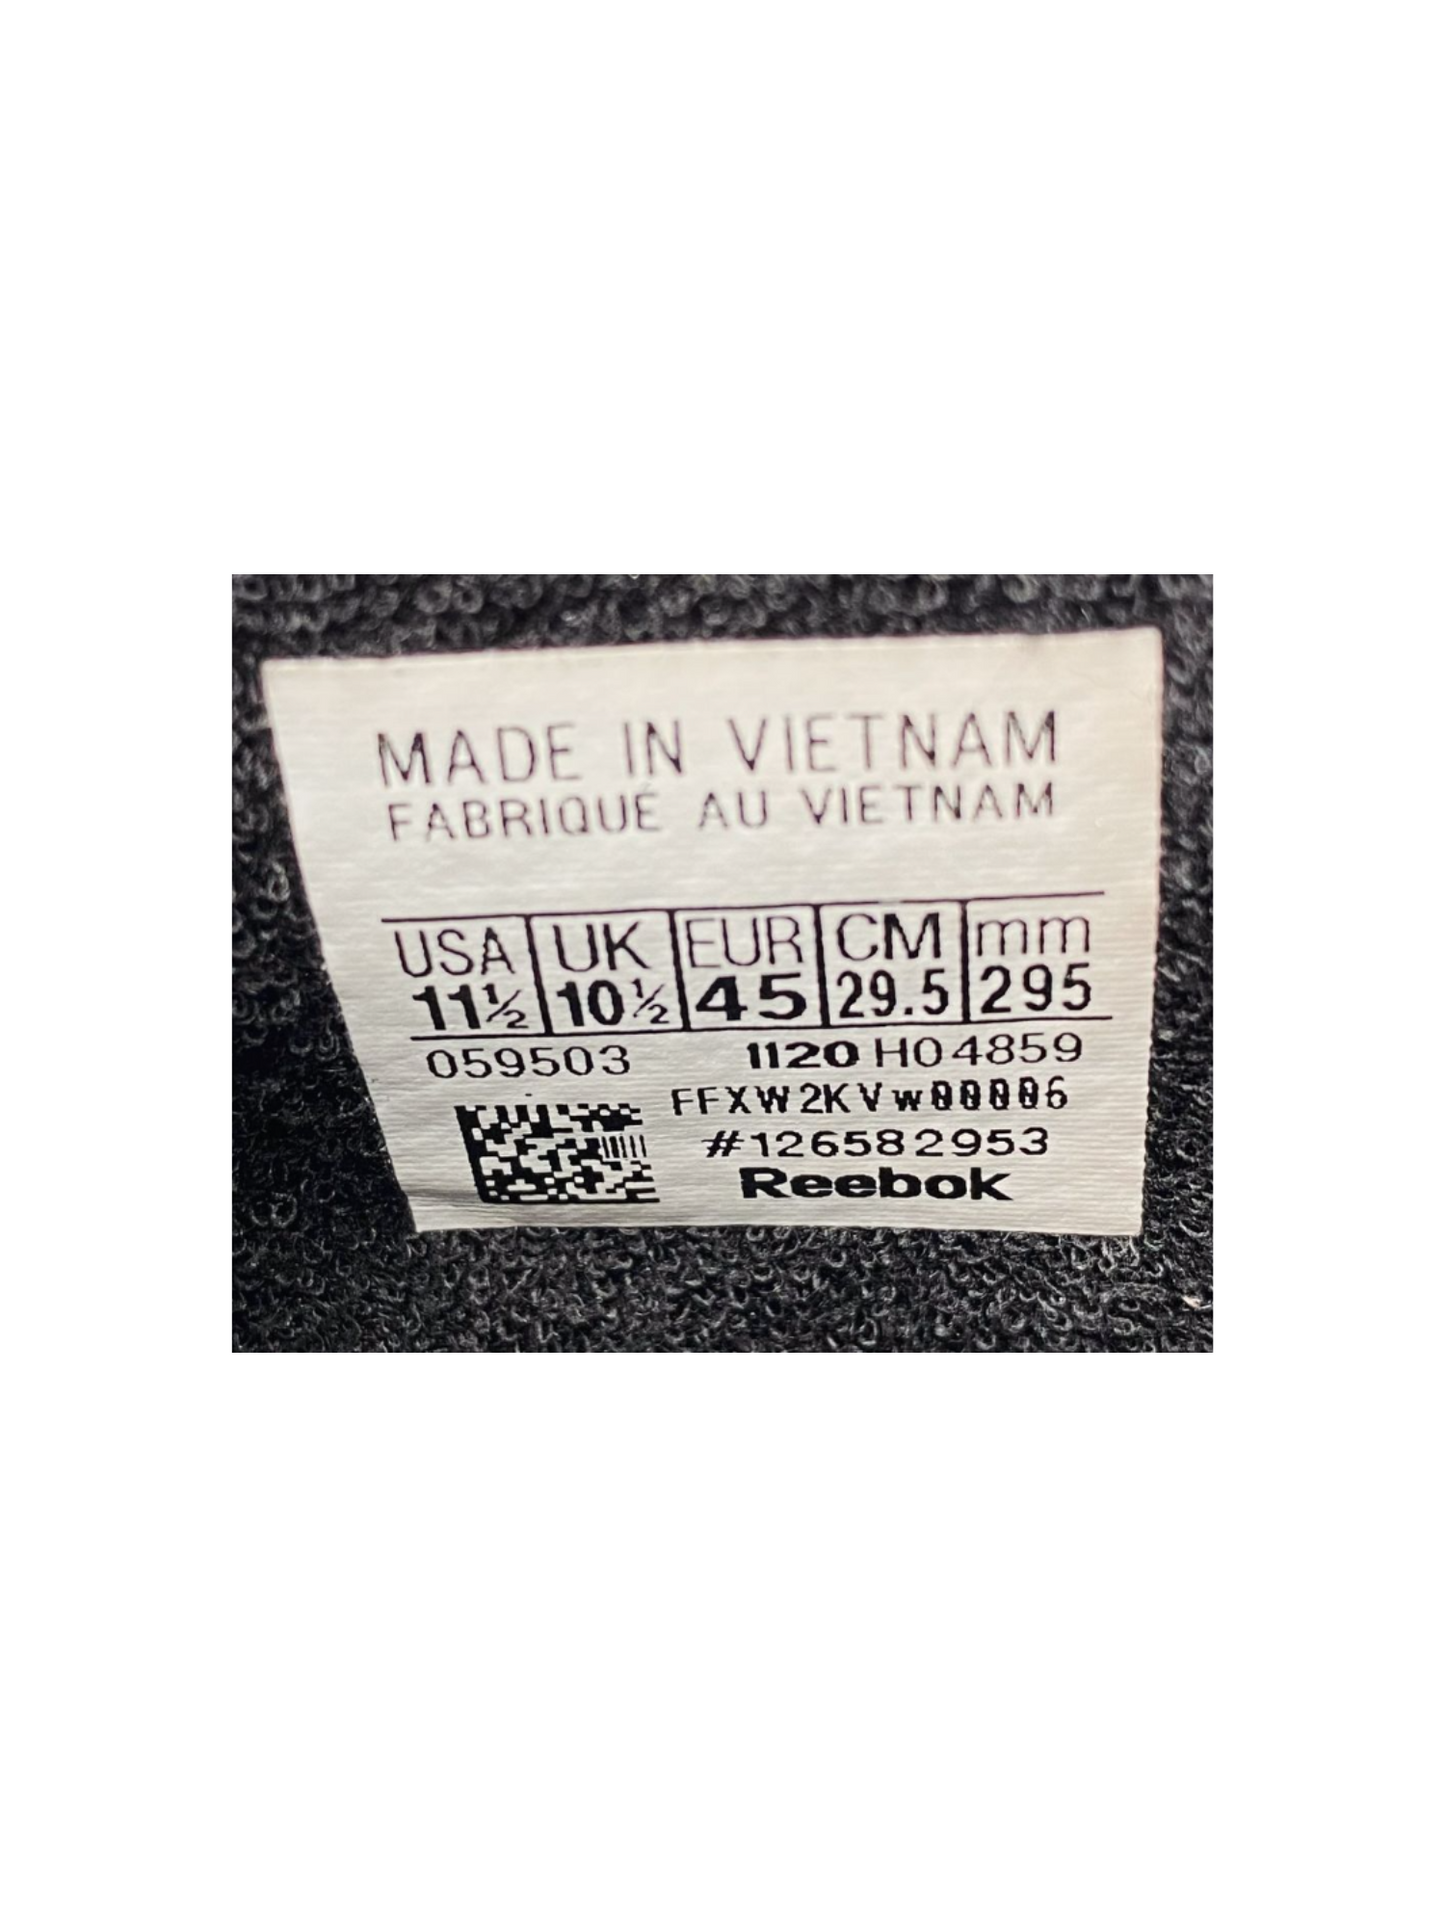 MADE IN VIETNAM
FABRIQUÉ AU VIETNAM
USA UK EUR CM mm
11½ 10½ 45 29.5 295
059503 1120 H04859
FFXW2KVw000006
#126582953
Reebok